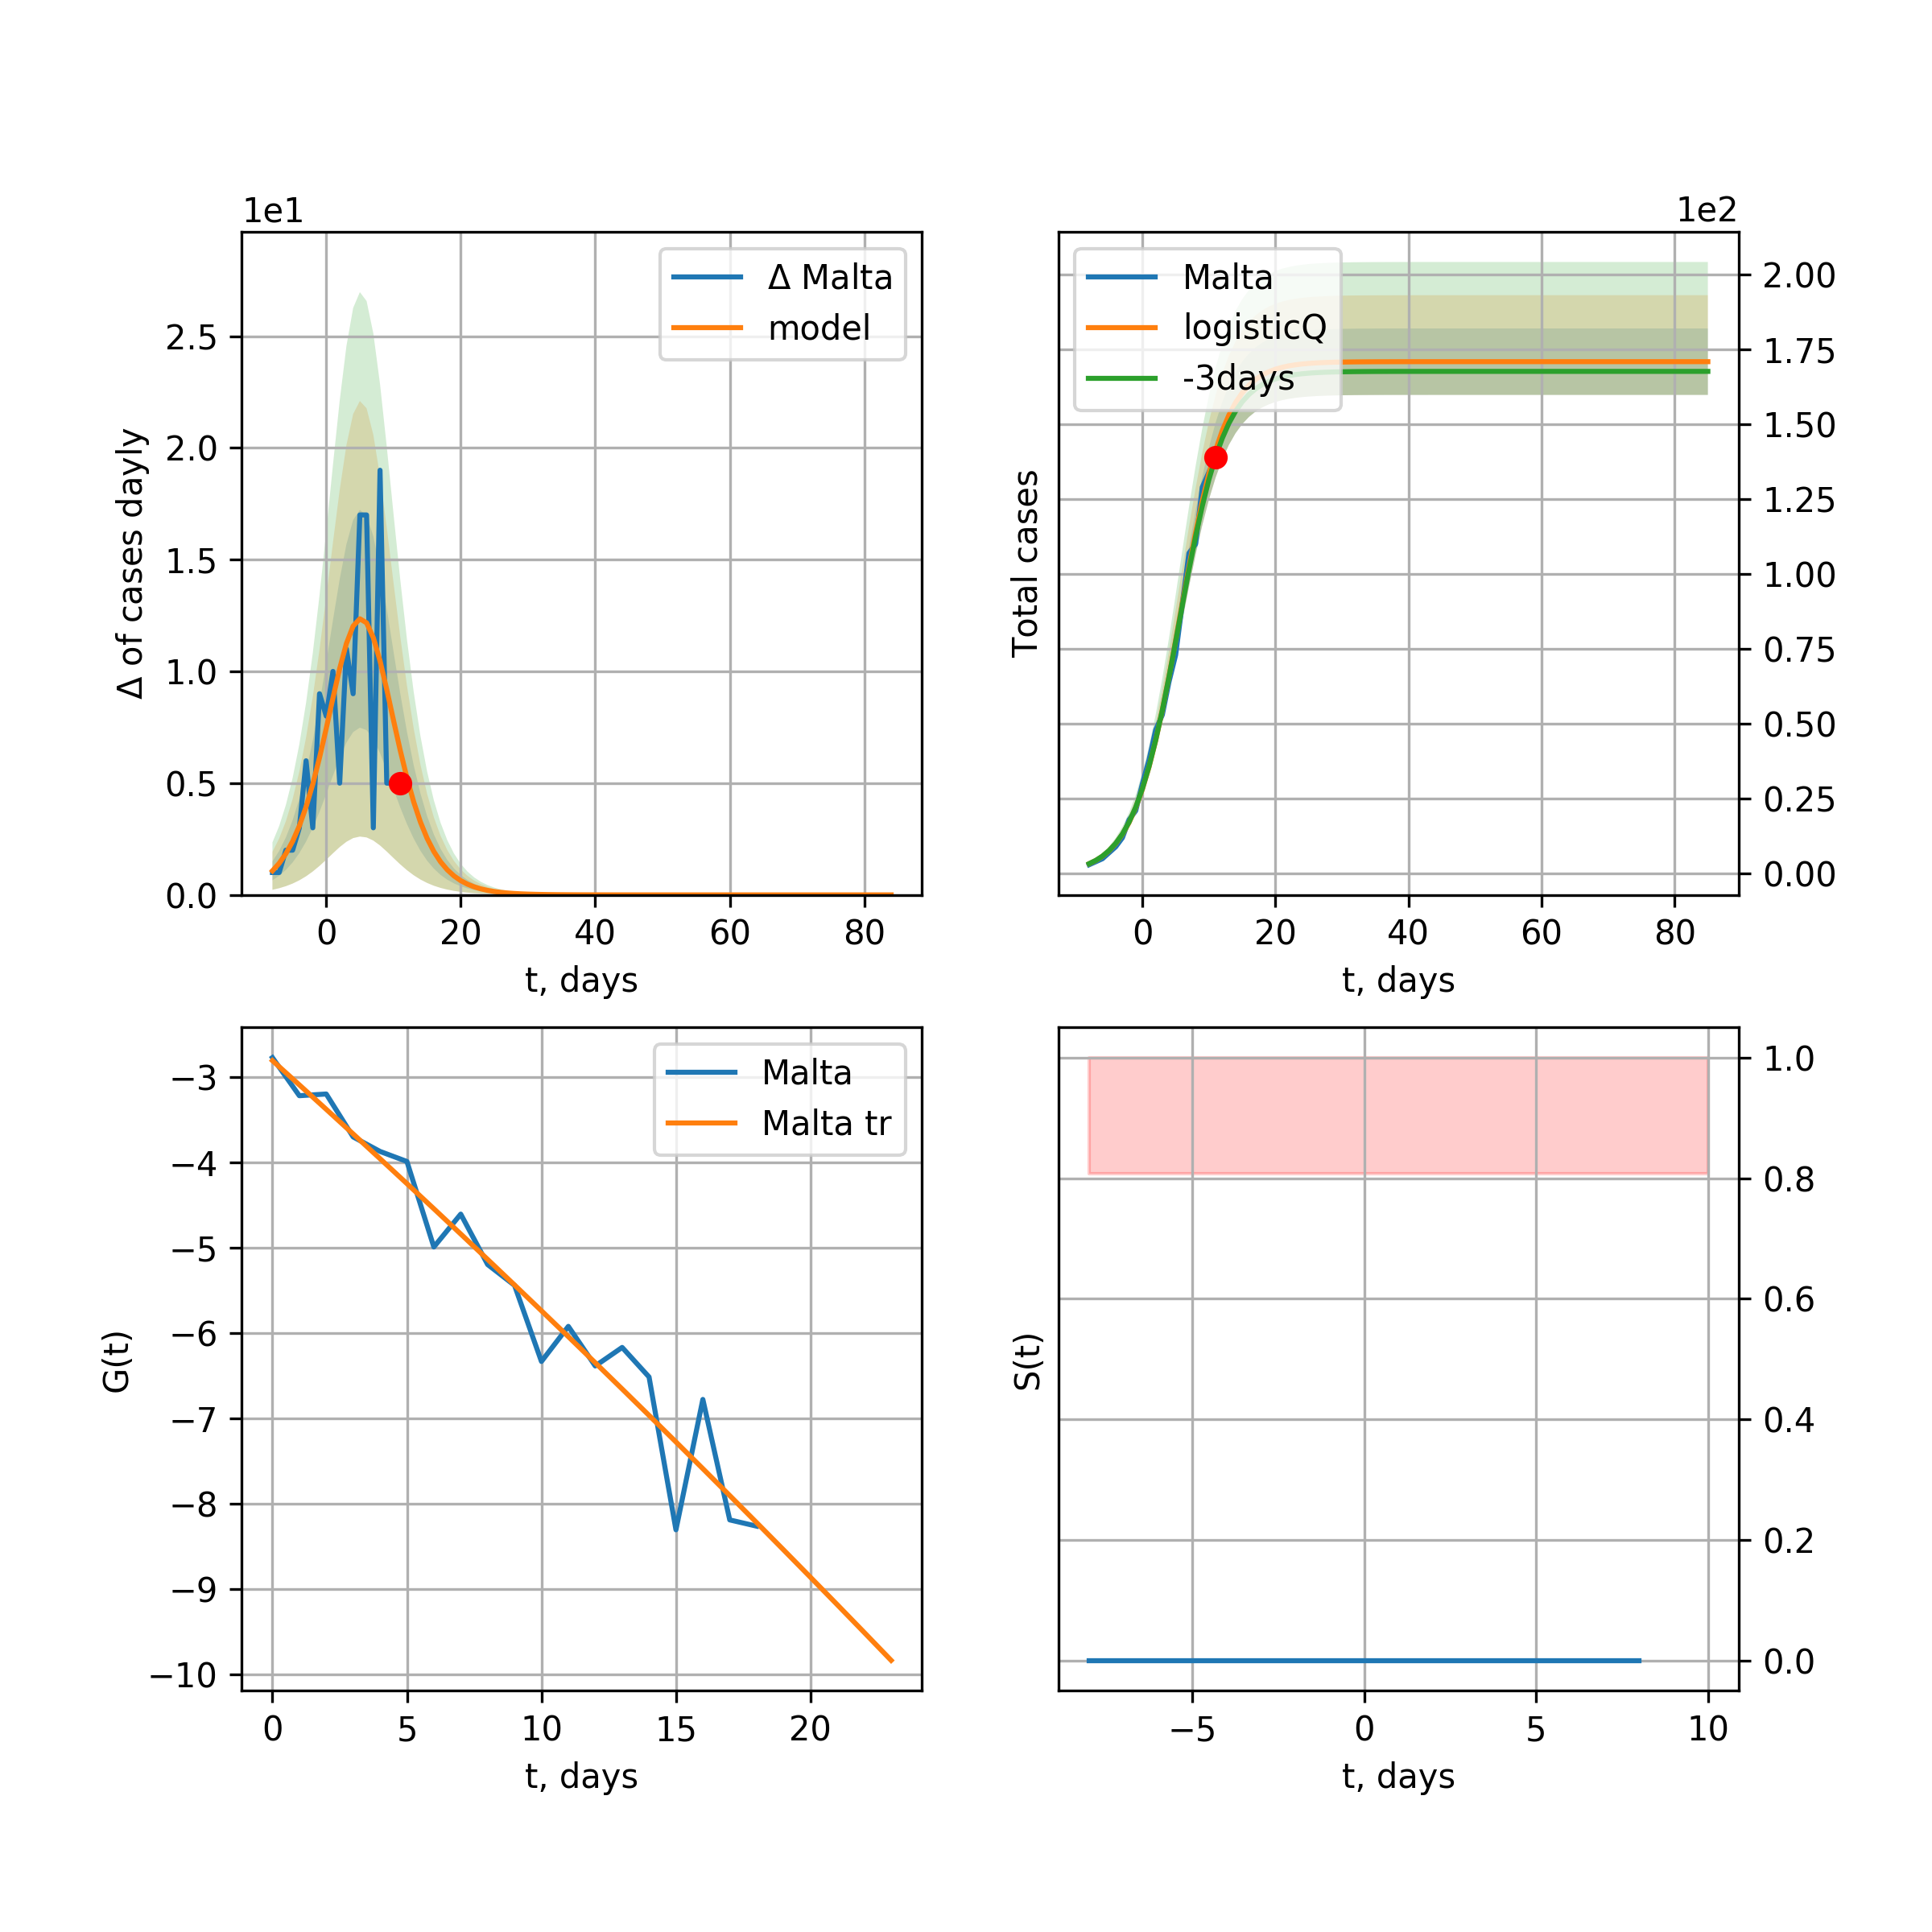 1e1
Δ of cases dayly
2.5
2.0
1.5
1.0
0.5
0.0
Δ Malta
model
0 20 40 60 80
t, days
1e2
Total cases
Malta
logisticQ
-3days
2.00
1.75
1.50
1.25
1.00
0.75
0.50
0.25
0.00
0 20 40 60 80
t, days
G(t)
−3
−4
−5
−6
−7
−8
−9
−10
Malta
Malta tr
0 5 10 15 20
t, days
S(t)
1.0
0.8
0.6
0.4
0.2
0.0
−5 0 5 10
t, days